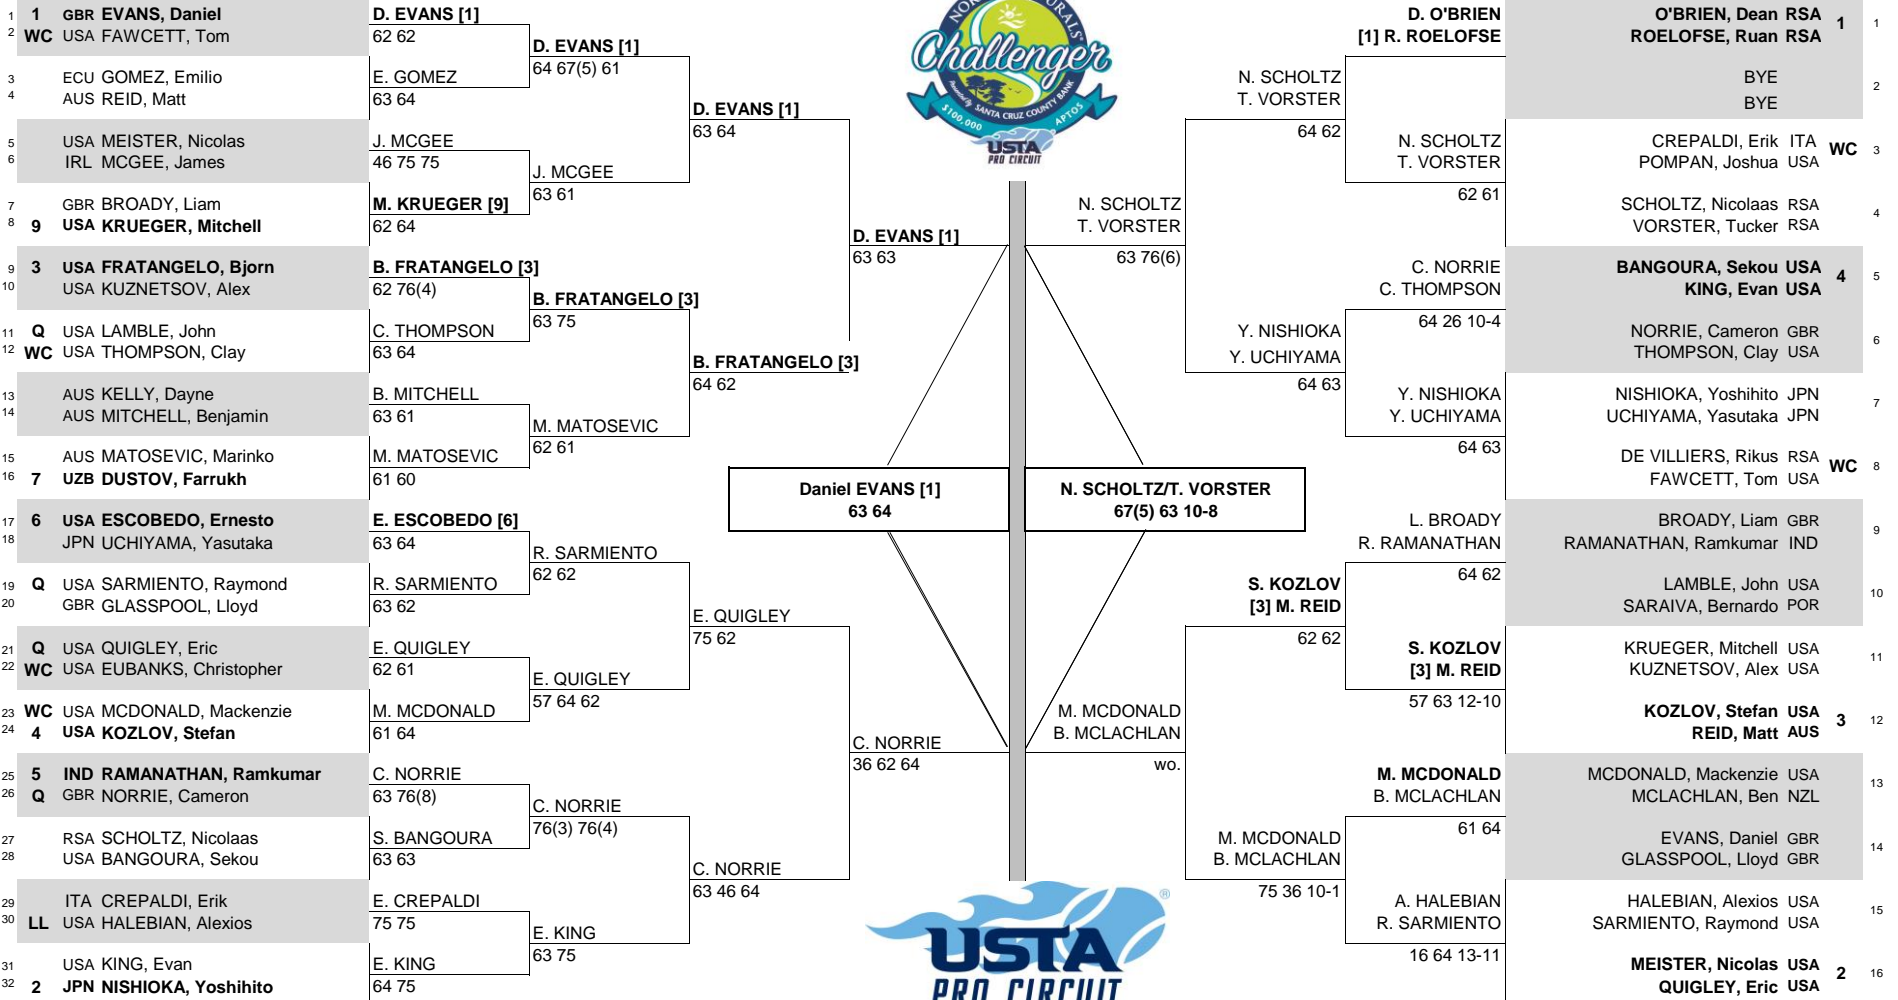 1 1 GBR EVANS, Daniel
2 WC USA FAWCETT, Tom
3 ECU GOMEZ, Emilio
4 AUS REID, Matt
5 USA MEISTER, Nicolas
6 IRL MCGEE, James
7 GBR BROADY, Liam
8 9 USA KRUEGER, Mitchell
9 3 USA FRATANGELO, Bjorn
10 USA KUZNETSOV, Alex
11 Q USA LAMBLE, John
12 WC USA THOMPSON, Clay
13 AUS KELLY, Dayne
14 AUS MITCHELL, Benjamin
15 AUS MATOSEVIC, Marinko
16 7 UZB DUSTOV, Farrukh
17 6 USA ESCOBEDO, Ernesto
18 JPN UCHIYAMA, Yasutaka
19 Q USA SARMIENTO, Raymond
20 GBR GLASSPOOL, Lloyd
21 Q USA QUIGLEY, Eric
22 WC USA EUBANKS, Christopher
23 WC USA MCDONALD, Mackenzie
24 4 USA KOZLOV, Stefan
25 5 IND RAMANATHAN, Ramkumar
26 Q GBR NORRIE, Cameron
27 RSA SCHOLTZ, Nicolaas
28 USA BANGOURA, Sekou
29 ITA CREPALDI, Erik
30 LL USA HALEBIAN, Alexios
31 USA KING, Evan
32 2 JPN NISHIOKA, Yoshihito
D. EVANS [1]
62 62
E. GOMEZ
63 64
J. MCGEE
46 75 75
M. KRUEGER [9]
62 64
B. FRATANGELO [3]
62 76(4)
C. THOMPSON
63 64
B. MITCHELL
63 61
M. MATOSEVIC
61 60
E. ESCOBEDO [6]
63 64
R. SARMIENTO
63 62
E. QUIGLEY
62 61
M. MCDONALD
61 64
C. NORRIE
63 76(8)
S. BANGOURA
63 63
E. CREPALDI
75 75
E. KING
64 75
D. EVANS [1]
64 67(5) 61
J. MCGEE
63 61
B. FRATANGELO [3]
63 75
M. MATOSEVIC
62 61
R. SARMIENTO
62 62
E. QUIGLEY
57 64 62
C. NORRIE
76(3) 76(4)
E. KING
63 75
D. EVANS [1]
63 64
B. FRATANGELO [3]
64 62
E. QUIGLEY
75 62
C. NORRIE
63 46 64
D. EVANS [1]
63 63
C. NORRIE
36 62 64
Daniel EVANS [1]
63 64
Challenger
Presented by SANTA CRUZ COUNTY BANK
$100,000 APTOS
USTA
PRO CIRCUIT
N. SCHOLTZ/T. VORSTER
67(5) 63 10-8
USTA ®
PRO CIRCUIT
N. SCHOLTZ
T. VORSTER
63 76(6)
M. MCDONALD
B. MCLACHLAN
wo.
N. SCHOLTZ
T. VORSTER
64 62
Y. NISHIOKA
Y. UCHIYAMA
64 63
S. KOZLOV
[3] M. REID
62 62
M. MCDONALD
B. MCLACHLAN
75 36 10-1
D. O'BRIEN
[1] R. ROELOFSE
N. SCHOLTZ
T. VORSTER
62 61
C. NORRIE
C. THOMPSON
64 26 10-4
Y. NISHIOKA
Y. UCHIYAMA
64 63
L. BROADY
R. RAMANATHAN
64 62
S. KOZLOV
[3] M. REID
57 63 12-10
M. MCDONALD
B. MCLACHLAN
61 64
A. HALEBIAN
R. SARMIENTO
16 64 13-11
O'BRIEN, Dean RSA
ROELOFSE, Ruan RSA
1 1
BYE
BYE
2
CREPALDI, Erik ITA
POMPAN, Joshua USA
WC 3
SCHOLTZ, Nicolaas RSA
VORSTER, Tucker RSA
4
BANGOURA, Sekou USA
KING, Evan USA
4 5
NORRIE, Cameron GBR
THOMPSON, Clay USA
6
NISHIOKA, Yoshihito JPN
UCHIYAMA, Yasutaka JPN
7
DE VILLIERS, Rikus RSA
FAWCETT, Tom USA
WC 8
BROADY, Liam GBR
RAMANATHAN, Ramkumar IND
9
LAMBLE, John USA
SARAIVA, Bernardo POR
10
KRUEGER, Mitchell USA
KUZNETSOV, Alex USA
11
KOZLOV, Stefan USA
REID, Matt AUS
3 12
MCDONALD, Mackenzie USA
MCLACHLAN, Ben NZL
13
EVANS, Daniel GBR
GLASSPOOL, Lloyd GBR
14
HALEBIAN, Alexios USA
SARMIENTO, Raymond USA
15
MEISTER, Nicolas USA
QUIGLEY, Eric USA
2 16